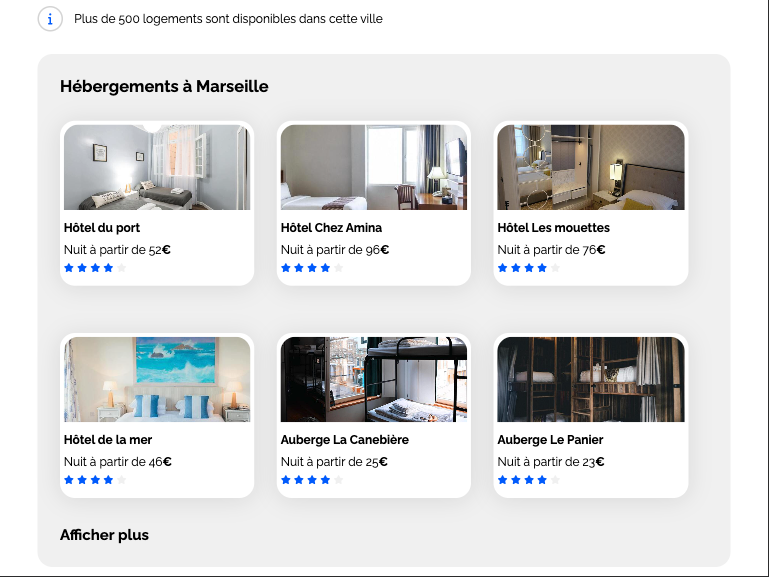 i Plus de 500 logements sont disponibles dans cette ville
Hébergements à Marseille
Hôtel du port
Nuit à partir de 52€
Hôtel Chez Amina
Nuit à partir de 96€
Hôtel Les mouettes
Nuit à partir de 76€
Hôtel de la mer
Nuit à partir de 46€
Auberge La Canebière
Nuit à partir de 25€
Auberge Le Panier
Nuit à partir de 23€
Afficher plus